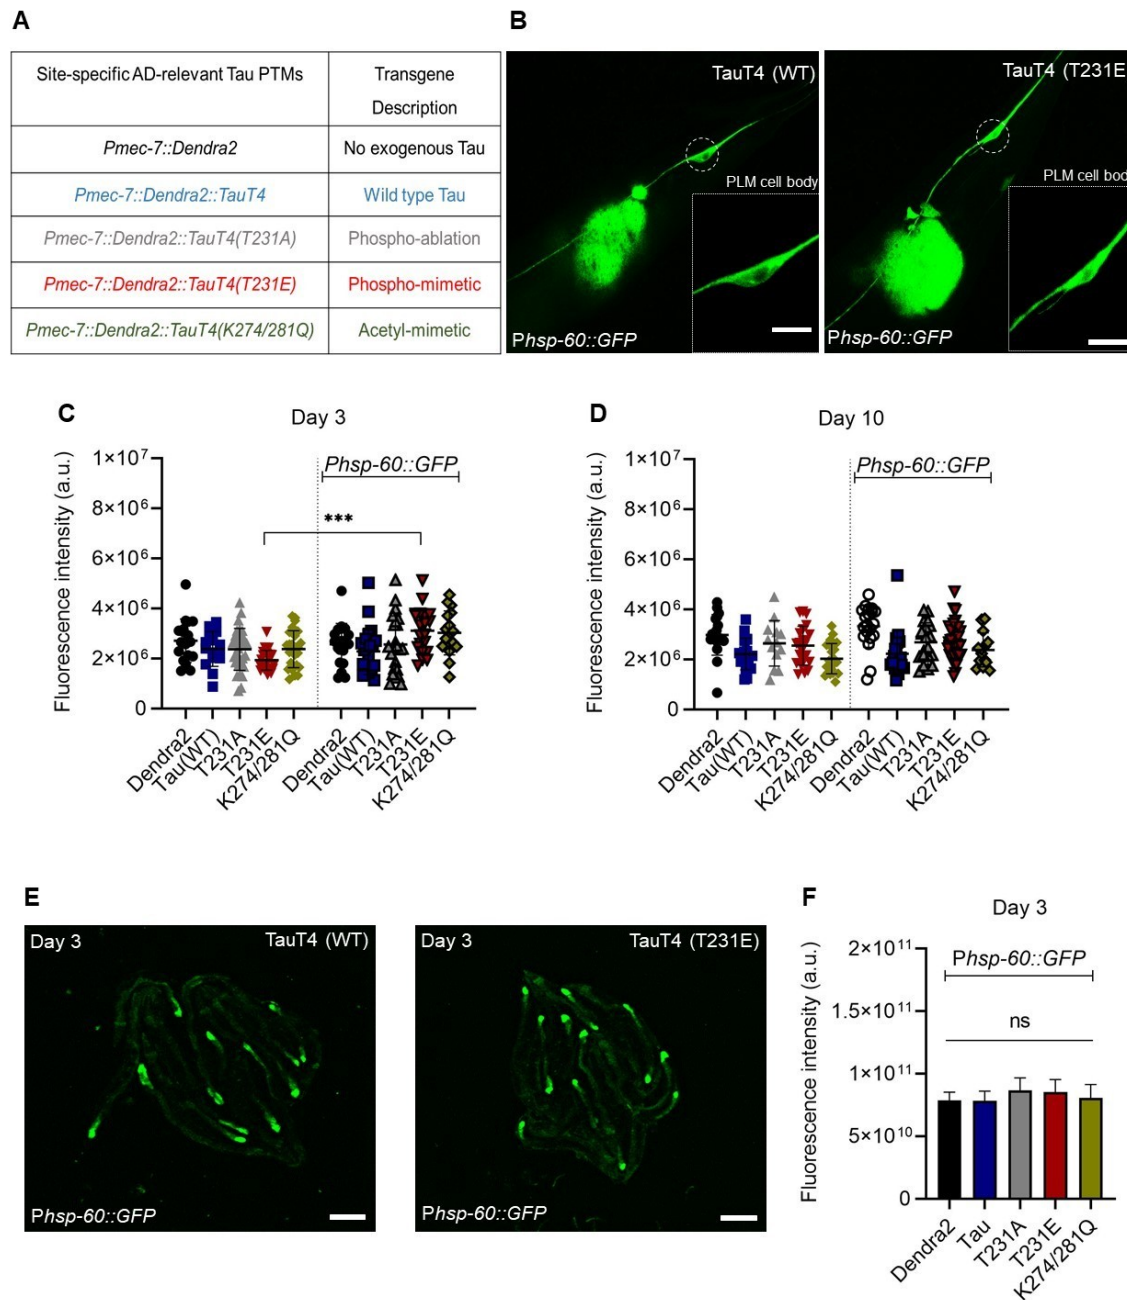 A
Site-specific AD-relevant Tau PTMs
Transgene
Description
Pmec-7::Dendra2
No exogenous Tau
Pmec-7::Dendra2::TauT4
Wild type Tau
Pmec-7::Dendra2::TauT4(T231A)
Phospho-ablation
Pmec-7::Dendra2::TauT4(T231E)
Phospho-mimetic
Pmec-7::Dendra2::TauT4(K274/281Q)
Acetyl-mimetic
B
TauT4 (WT)
PLM cell body
Phsp-60::GFP
TauT4 (T231E)
PLM cell body
Phsp-60::GFP
C
Day 3
Fluorescence intensity (a.u.)
1×10⁷
8×10⁶
6×10⁶
4×10⁶
2×10⁶
0
Phsp-60::GFP
***
Dendra2
Tau(WT)
T231A
T231E
K274/281Q
Dendra2
Tau(WT)
T231A
T231E
K274/281Q
D
Day 10
Fluorescence intensity (a.u.)
1×10⁷
8×10⁶
6×10⁶
4×10⁶
2×10⁶
0
Phsp-60::GFP
Dendra2
Tau(WT)
T231A
T231E
K274/281Q
Dendra2
Tau(WT)
T231A
T231E
K274/281Q
E
Day 3
TauT4 (WT)
Phsp-60::GFP
Day 3
TauT4 (T231E)
Phsp-60::GFP
F
Day 3
Fluorescence intensity (a.u.)
2×10¹¹
1.5×10¹¹
1×10¹¹
5×10¹⁰
0
Phsp-60::GFP
ns
Dendra2
Tau
T231A
T231E
K274/281Q